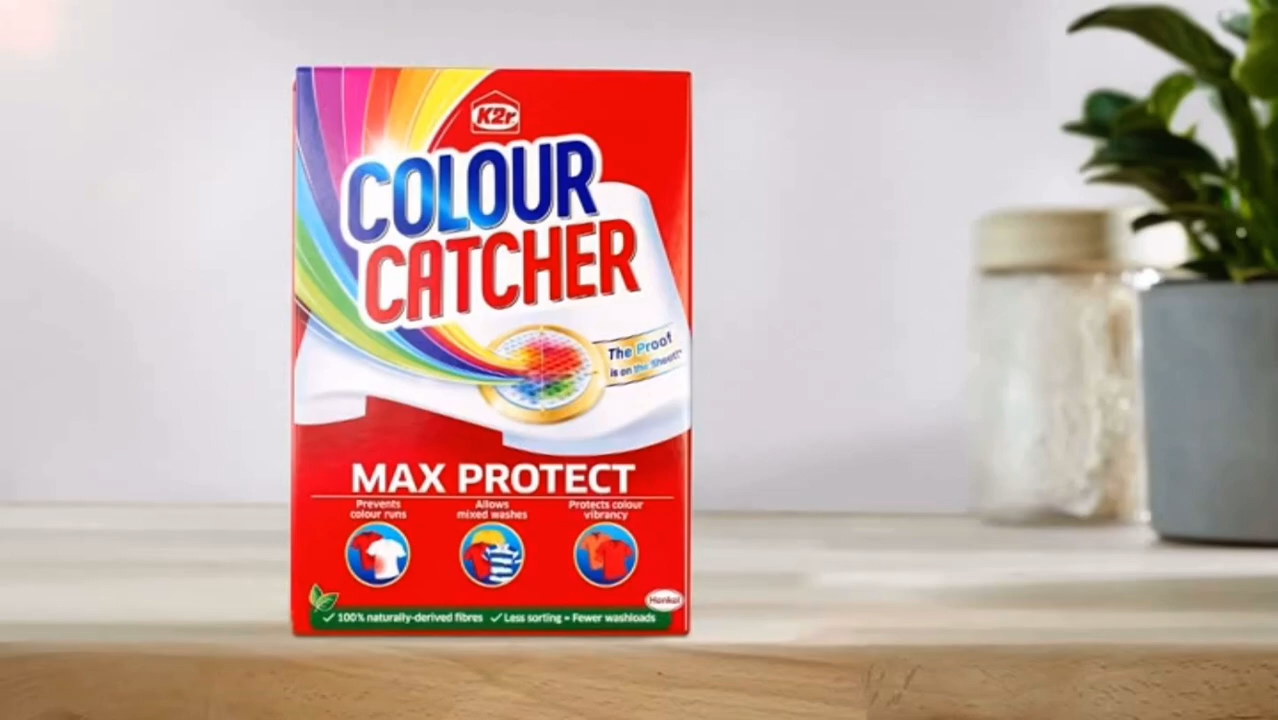 K2r
COLOUR
CATCHER
The Proof
is on the Sheet!*
MAX PROTECT
Prevents
colour runs
Allows
mixed washes
Protects colour
vibrancy
Henkel
100% naturally-derived fibres Less sorting = Fewer washloads